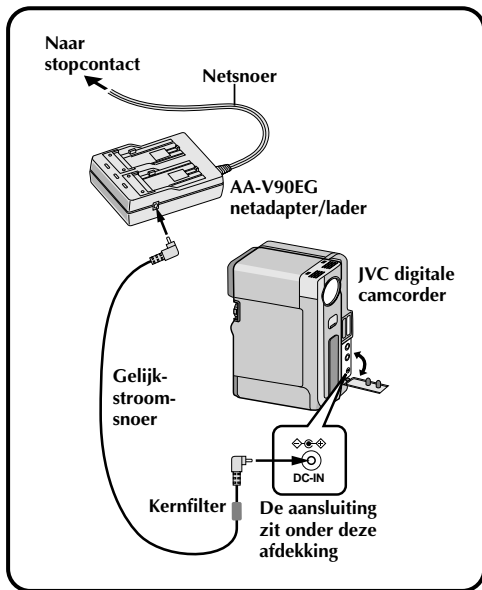 Naar
stopcontact
Netsnoer
AA-V90EG
netadapter/lader
JVC digitale
camcorder
Gelijk-
stroom-
snoer
DC-IN
Kernfilter
De aansluiting
zit onder deze
afdekking